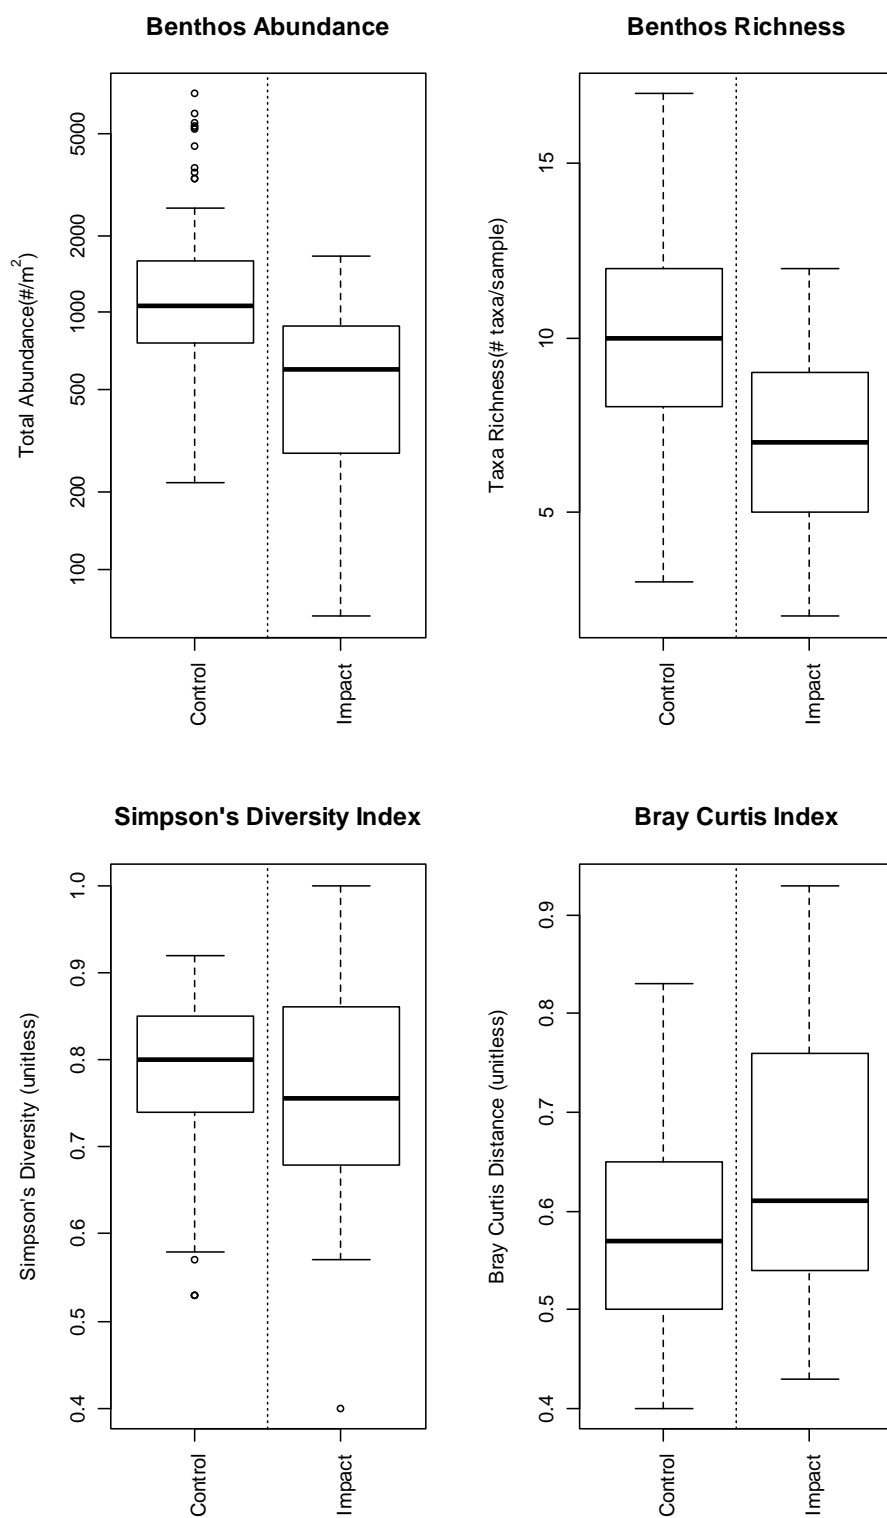 Benthos Abundance
Total Abundance(#/m²)
5000
2000
1000
500
200
100
Control
Impact
Benthos Richness
Taxa Richness(# taxa/sample)
15
10
5
Control
Impact
Simpson's Diversity Index
Simpson's Diversity (unitless)
1.0
0.9
0.8
0.7
0.6
0.5
0.4
Control
Impact
Bray Curtis Index
Bray Curtis Distance (unitless)
0.9
0.8
0.7
0.6
0.5
0.4
Control
Impact